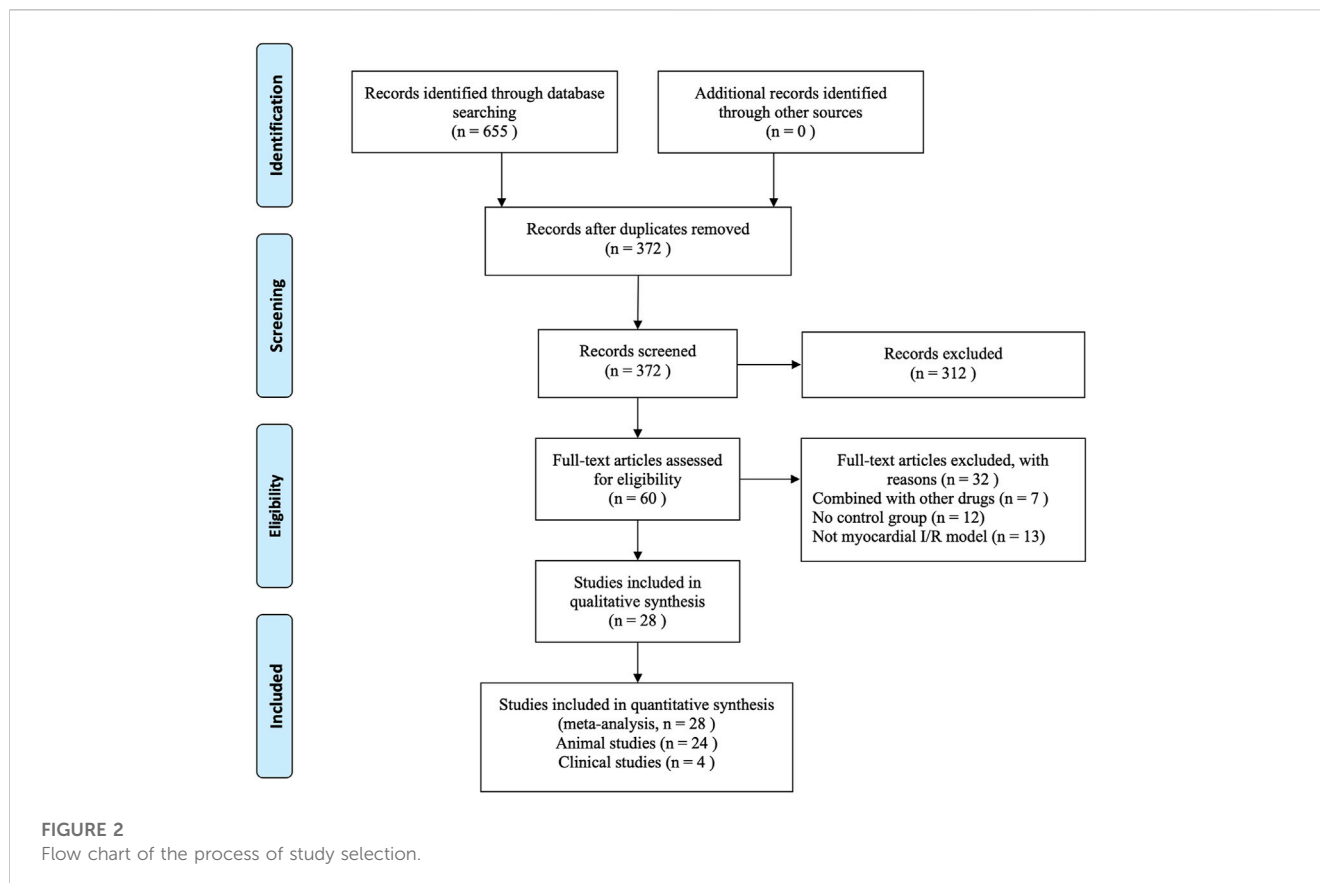 Identification
Records identified through database
searching
(n = 655 )
Additional records identified
through other sources
(n = 0 )
Records after duplicates removed
(n = 372 )
Screening
Records screened
(n = 372 )
Records excluded
(n = 312 )
Eligibility
Full-text articles assessed
for eligibility
(n = 60 )
Full-text articles excluded, with
reasons (n = 32 )
Combined with other drugs (n = 7 )
No control group (n = 12)
Not myocardial I/R model (n = 13)
Studies included in
qualitative synthesis
(n = 28 )
Included
Studies included in quantitative synthesis
(meta-analysis, n = 28 )
Animal studies (n = 24 )
Clinical studies (n = 4 )
FIGURE 2
Flow chart of the process of study selection.